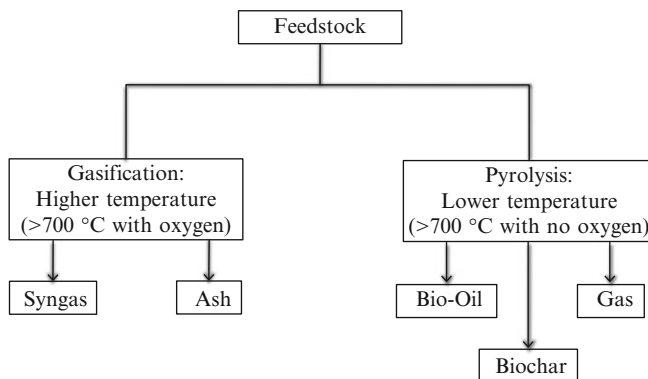 Feedstock
Gasification:
Higher temperature
(>700 °C with oxygen)
Pyrolysis:
Lower temperature
(>700 °C with no oxygen)
Syngas
Ash
Bio-Oil
Gas
Biochar